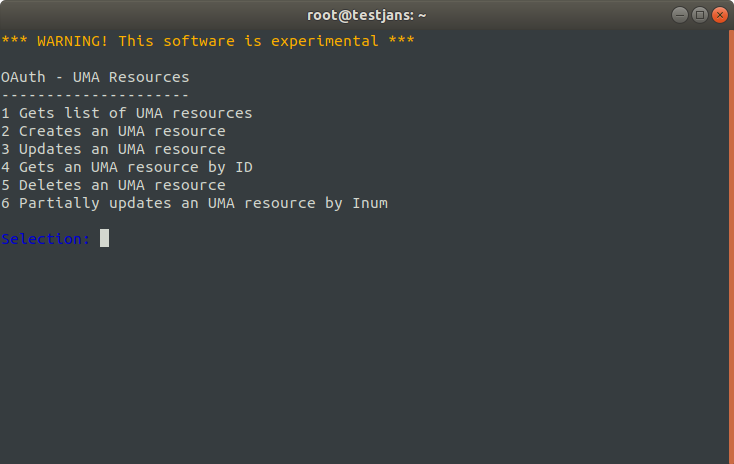 root@testjans: ~
*** WARNING! This software is experimental ***
OAuth - UMA Resources
---------------------
1 Gets list of UMA resources
2 Creates an UMA resource
3 Updates an UMA resource
4 Gets an UMA resource by ID
5 Deletes an UMA resource
6 Partially updates an UMA resource by Inum
Selection: